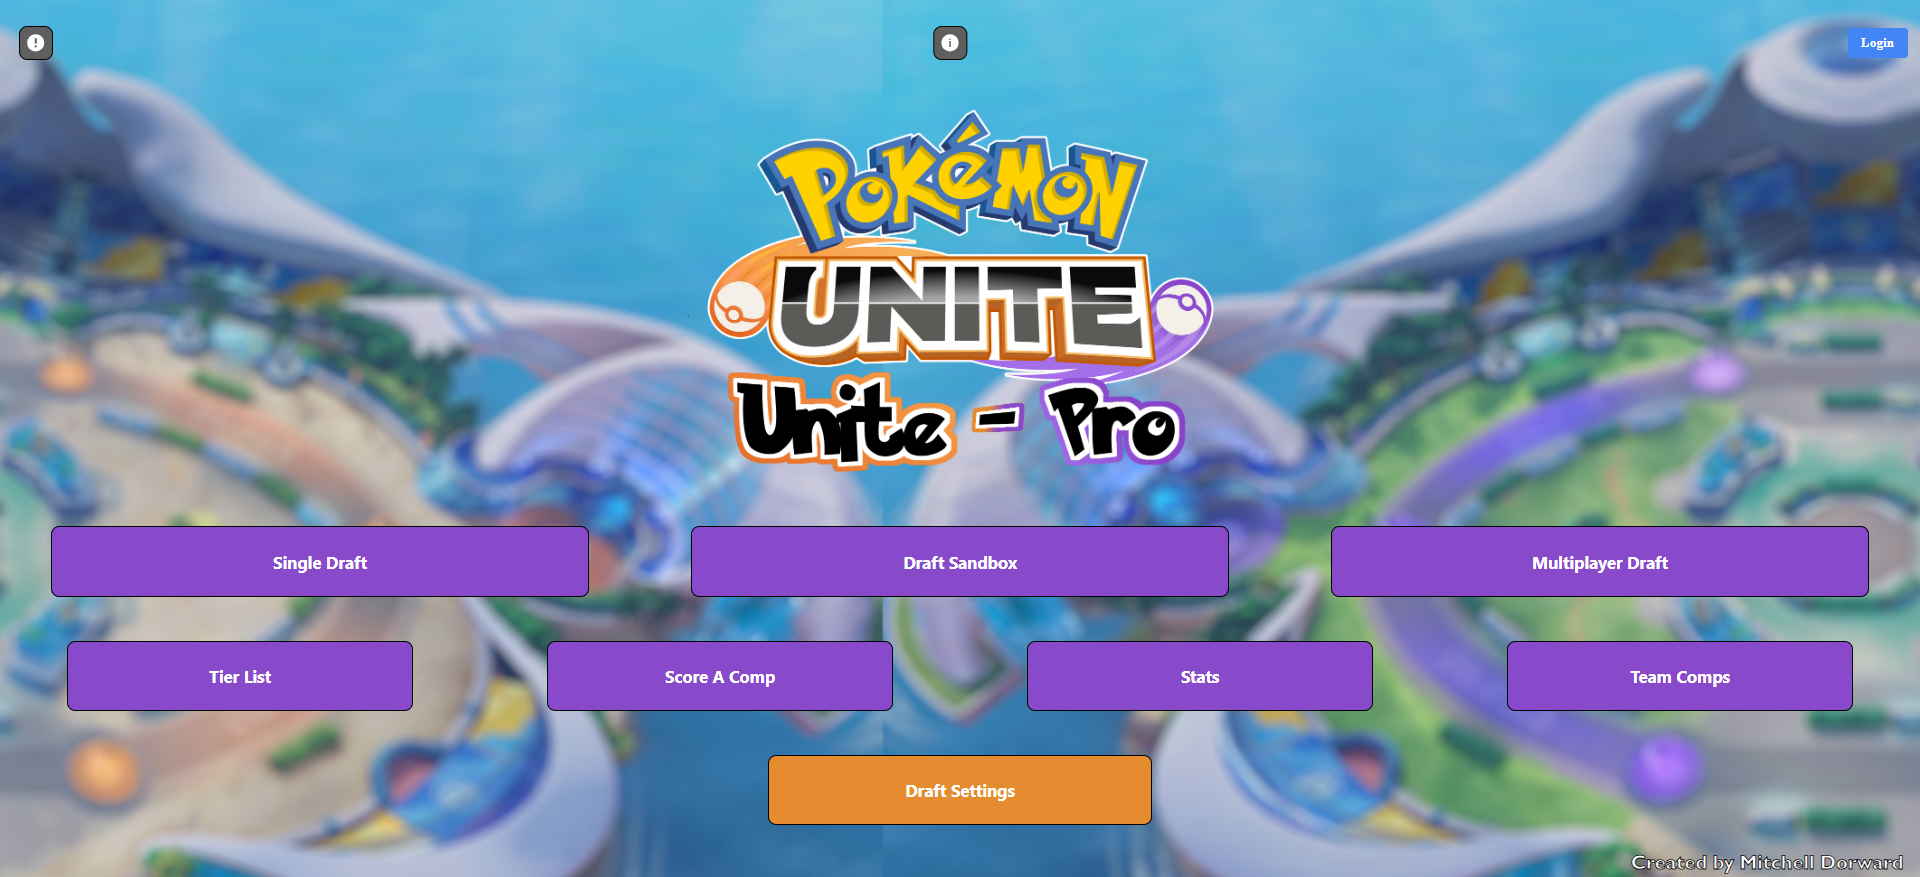 Login
POKéMON
UNITE
Unite - Pro
Single Draft
Draft Sandbox
Multiplayer Draft
Tier List
Score A Comp
Stats
Team Comps
Draft Settings
Created by Mitchell Dorward